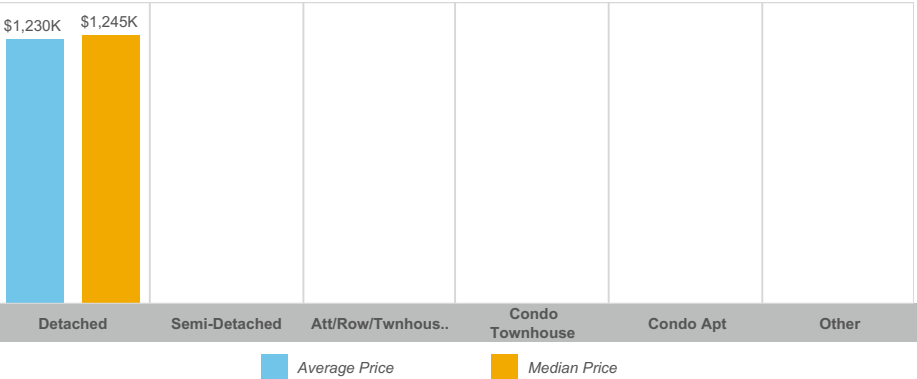 $1,230K
$1,245K
Detached
Semi-Detached
Att/Row/Twnhous..
Condo
Townhouse
Condo Apt
Other
Average Price
Median Price